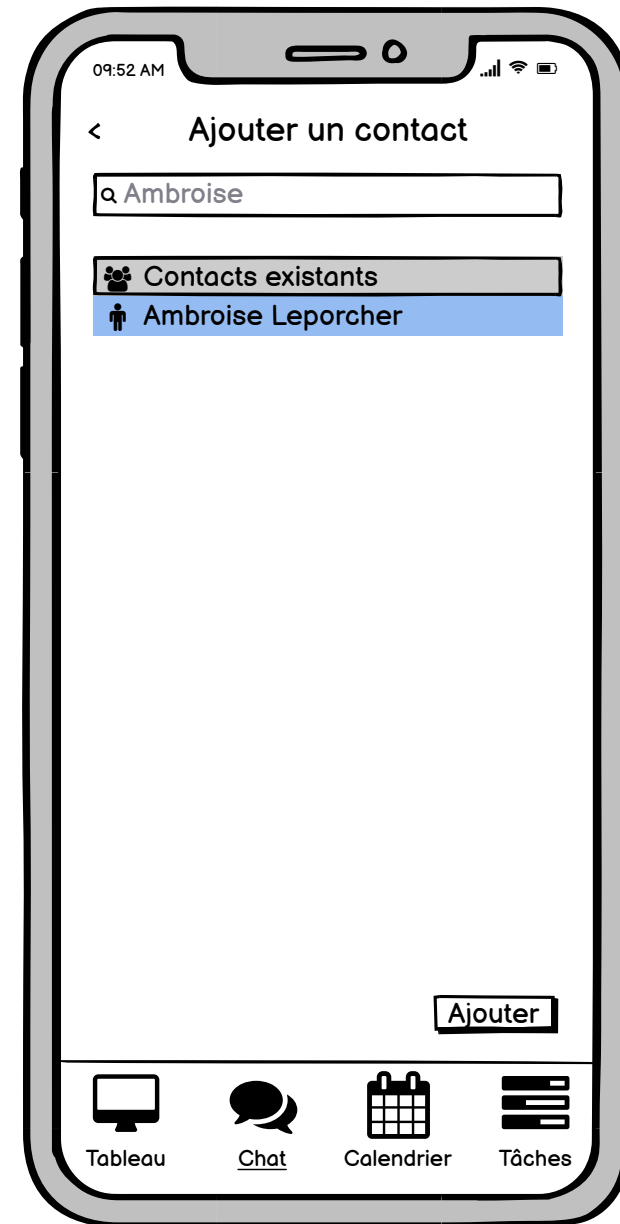 09:52 AM
< Ajouter un contact
Ambroise
Contacts existants
Ambroise Leporcher
Ajouter
Tableau Chat Calendrier Tâches